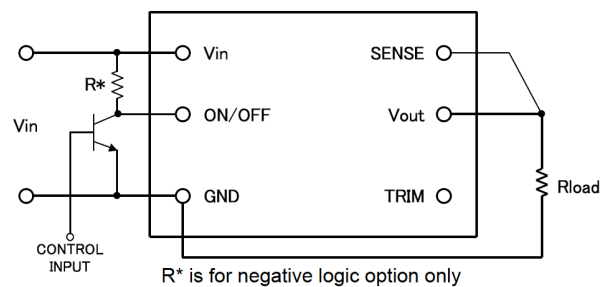 Vin
SENSE
R*
ON/OFF
Vout
Vin
GND
TRIM
Rload
CONTROL
INPUT
R* is for negative logic option only